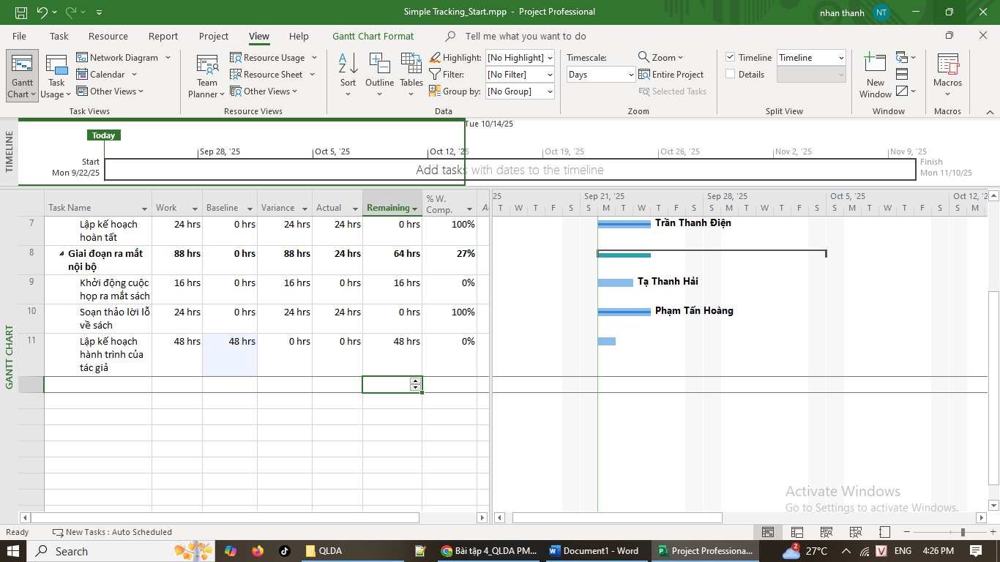 Simple Tracking_Start.mpp - Project Professional
nhan thanh NT
File Task Resource Report Project View Help Gantt Chart Format Tell me what you want to do
Gantt Chart
Task Usage
Network Diagram
Calendar
Other Views
Task Views
Team Planner
Resource Usage
Resource Sheet
Other Views
Resource Views
Sort
Outline
Tables
Highlight: [No Highlight]
Filter: [No Filter]
Group by: [No Group]
Data
Timescale:
Days
Zoom
Entire Project
Selected Tasks
Zoom
Timeline Timeline
Details
Split View
New Window
Window
Macros
Macros
TIMELINE
Tue 10/14/25
Today
Sep 28, '25 Oct 5, '25 Oct 12, '25 Oct 19, '25 Oct 26, '25 Nov 2, '25 Nov 9, '25
Start
Mon 9/22/25
Add tasks with dates to the timeline
Finish
Mon 11/10/25
GANTT CHART
Task Name Work Baseline Variance Actual Remaining % W. Comp.
25 Sep 21, '25 Sep 28, '25 Oct 5, '25 Oct 12, '2
T W T F S S M T W T F S S M T W T F S S M T W T F S S M
7 Lập kế hoạch hoàn tất 24 hrs 0 hrs 24 hrs 24 hrs 0 hrs 100% Trần Thanh Điện
8 Giai đoạn ra mắt nội bộ 88 hrs 0 hrs 88 hrs 24 hrs 64 hrs 27%
9 Khởi động cuộc họp ra mắt sách 16 hrs 0 hrs 16 hrs 0 hrs 16 hrs 0% Tạ Thanh Hải
10 Soạn thảo lời lỗ về sách 24 hrs 0 hrs 24 hrs 24 hrs 0 hrs 100% Phạm Tấn Hoàng
11 Lập kế hoạch hành trình của tác giả 48 hrs 48 hrs 0 hrs 0 hrs 48 hrs 0%
Activate Windows
Go to Settings to activate Windows.
Ready New Tasks : Auto Scheduled
Search
QLDA
Bài tập 4_QLDA PM...
Document1 - Word
Project Professiona...
2 27°C V ENG 4:26 PM